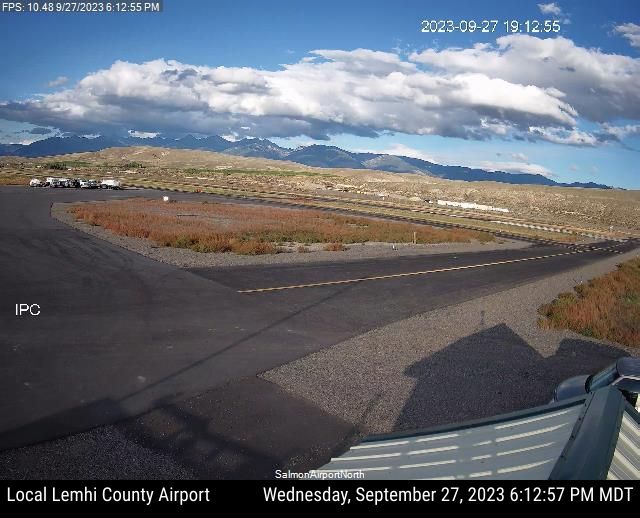 FPS: 10.48 9/27/2023 6:12:55 PM
2023-09-27 19:12:55
IPC
SalmonAirportNorth
Local Lemhi County Airport Wednesday, September 27, 2023 6:12:57 PM MDT